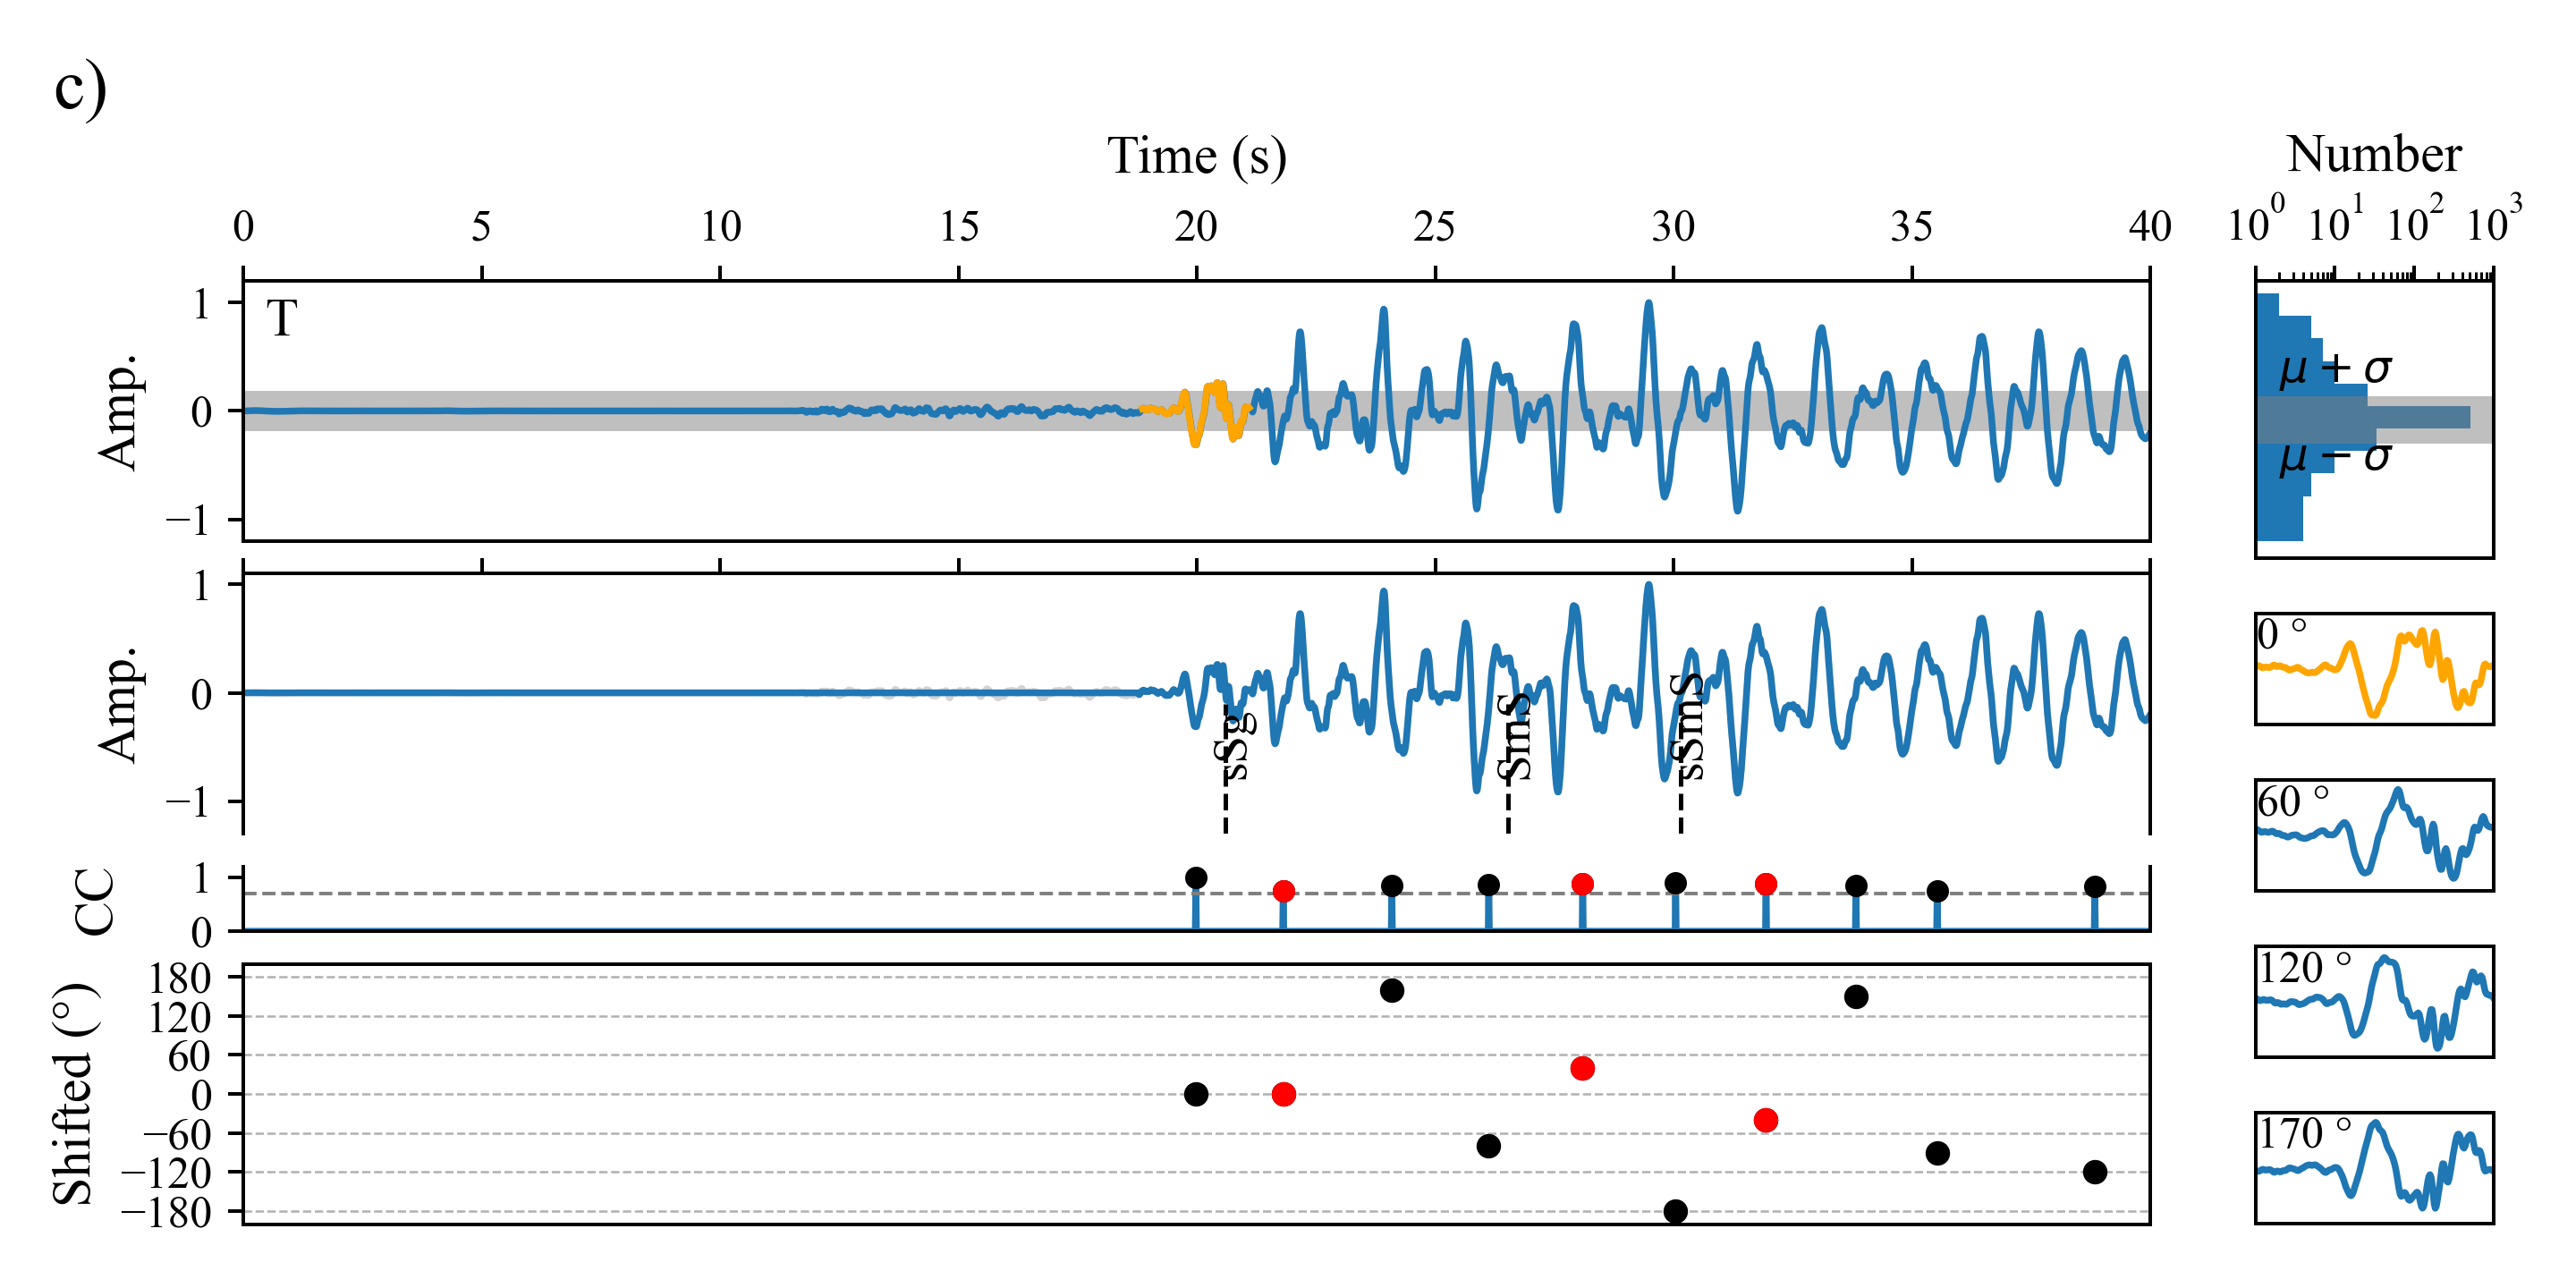 c)
Time (s)
0 5 10 15 20 25 30 35 40
Number
10^0 10^1 10^2 10^3
T
Amp.
1
0
−1
μ + σ
μ − σ
Amp.
1
0
−1
sSg
SmS
sSmS
CC
1
0
Shifted (°)
180
120
60
0
−60
−120
−180
0 °
60 °
120 °
170 °